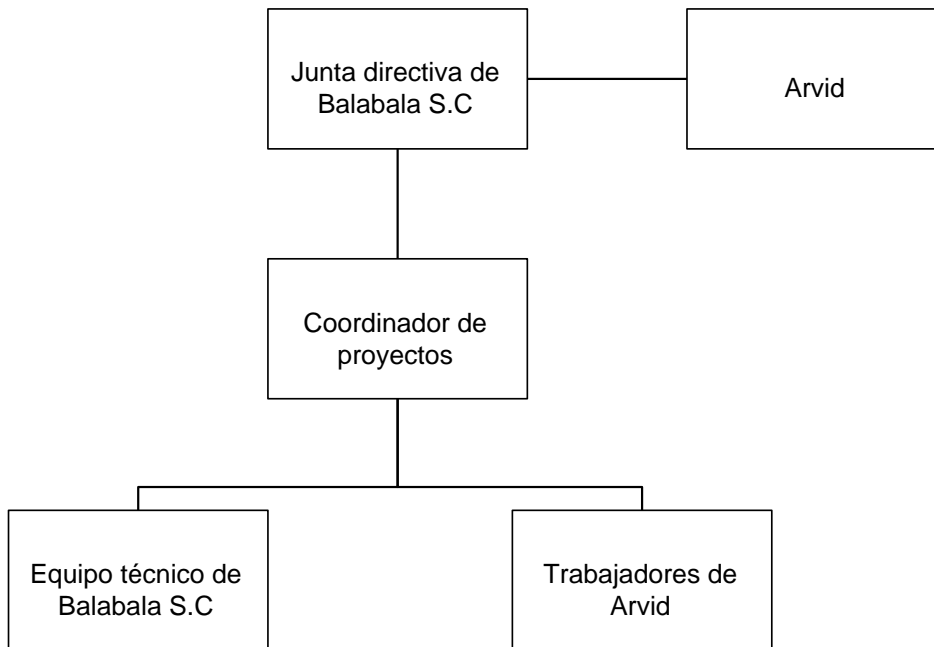 Junta directiva de
Balabala S.C
Arvid
Coordinador de
proyectos
Equipo técnico de
Balabala S.C
Trabajadores de
Arvid